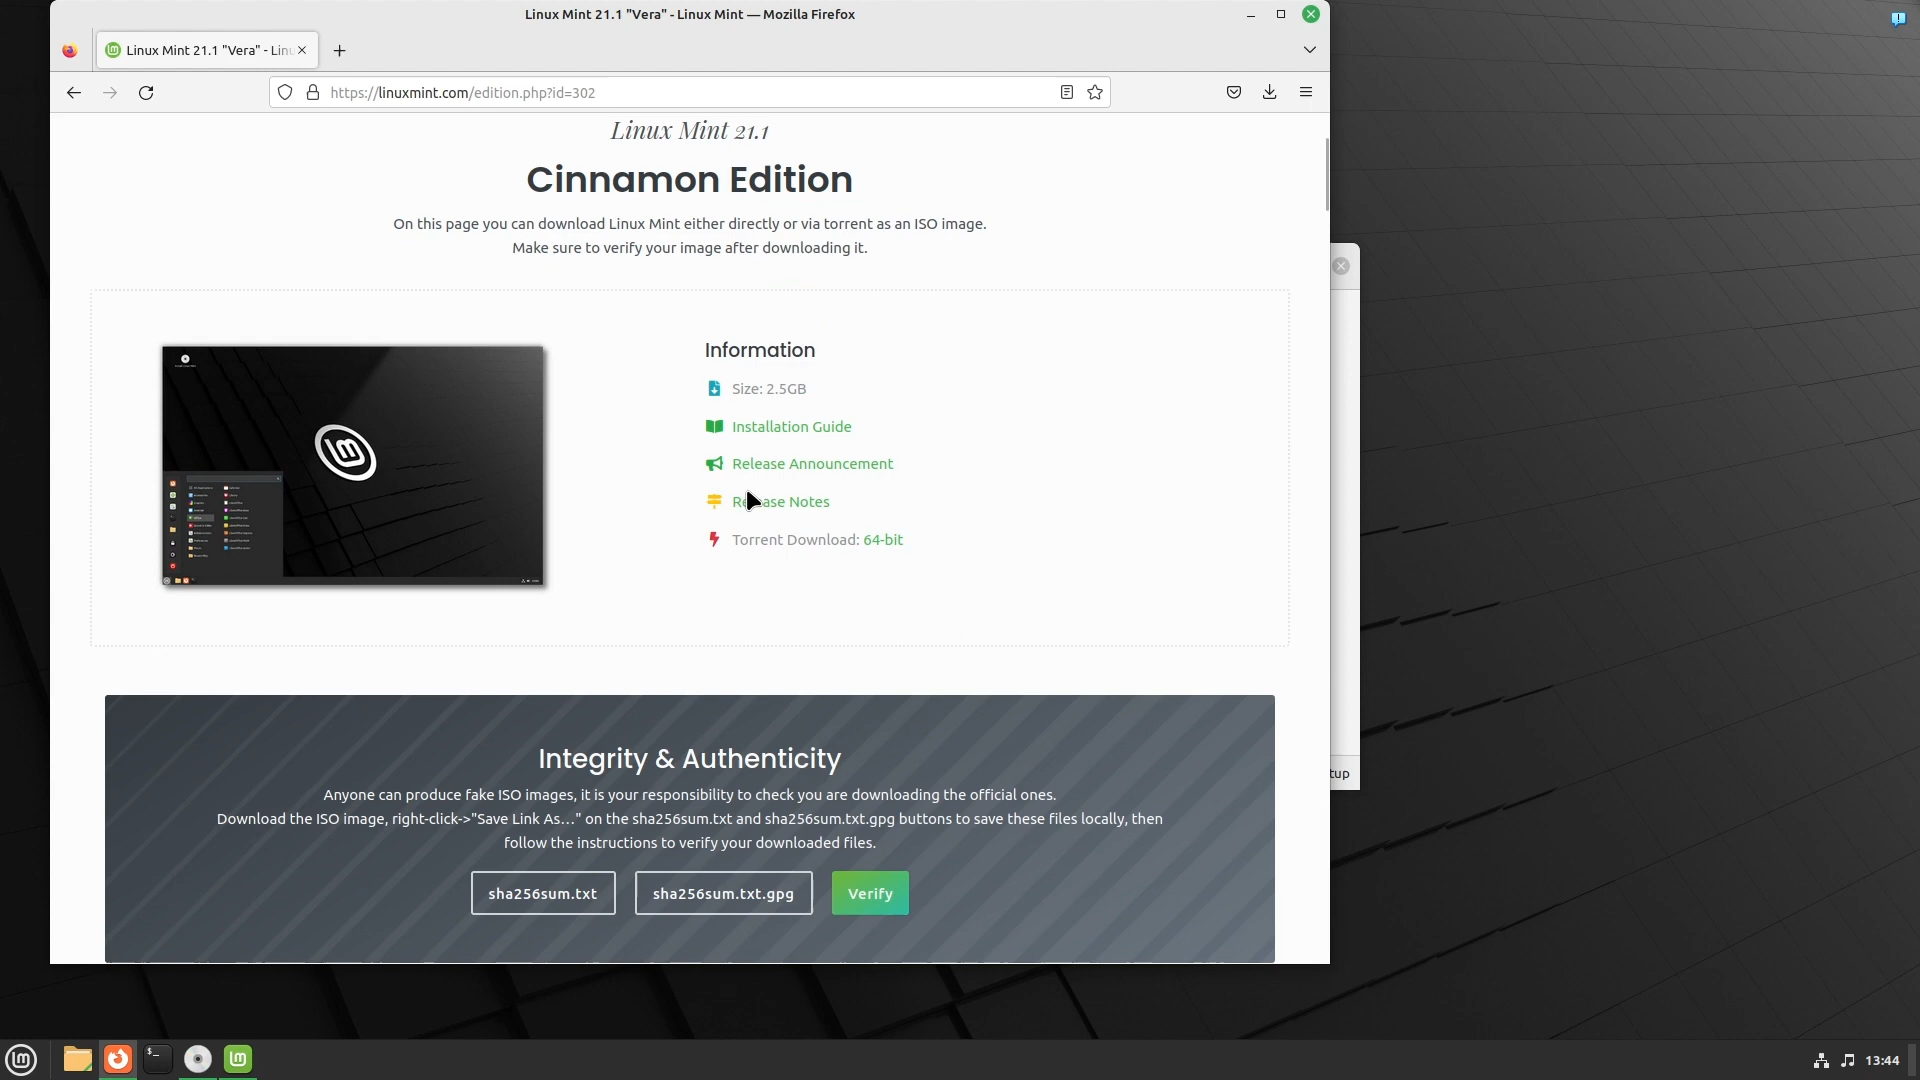 Linux Mint 21.1 "Vera" - Linux Mint — Mozilla Firefox
Linux Mint 21.1 "Vera" - Linu
https://linuxmint.com/edition.php?id=302
Linux Mint 21.1
Cinnamon Edition
On this page you can download Linux Mint either directly or via torrent as an ISO image.
Make sure to verify your image after downloading it.
Information
Size: 2.5GB
Installation Guide
Release Announcement
Release Notes
Torrent Download: 64-bit
Integrity & Authenticity
Anyone can produce fake ISO images, it is your responsibility to check you are downloading the official ones.
Download the ISO image, right-click->"Save Link As..." on the sha256sum.txt and sha256sum.txt.gpg buttons to save these files locally, then
follow the instructions to verify your downloaded files.
sha256sum.txt
sha256sum.txt.gpg
Verify
tup
13:44